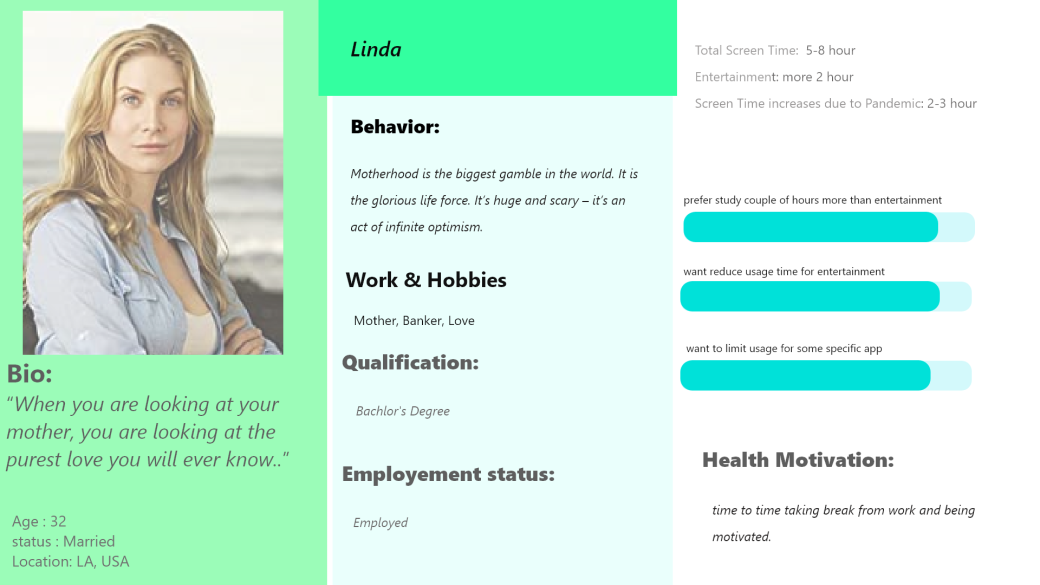 Linda
Bio:
“When you are looking at your
mother, you are looking at the
purest love you will ever know..”
Age : 32
status : Married
Location: LA, USA
Behavior:
Motherhood is the biggest gamble in the world. It is
the glorious life force. It’s huge and scary – it’s an
act of infinite optimism.
Work & Hobbies
Mother, Banker, Love
Qualification:
Bachlor's Degree
Employement status:
Employed
Total Screen Time:  5-8 hour
Entertainment: more 2 hour
Screen Time increases due to Pandemic: 2-3 hour
prefer study couple of hours more than entertainment
want reduce usage time for entertainment
want to limit usage for some specific app
Health Motivation:
time to time taking break from work and being
motivated.